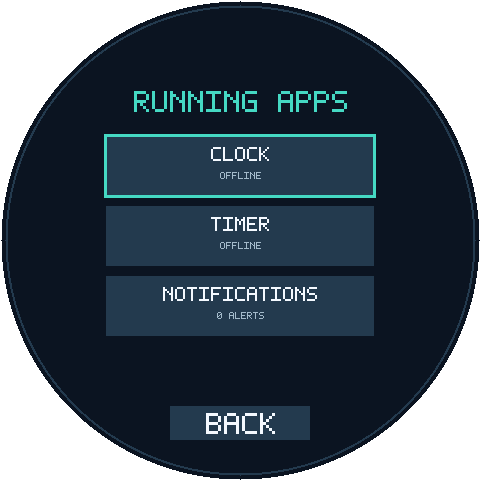 RUNNING APPS
CLOCK
OFFLINE
TIMER
OFFLINE
NOTIFICATIONS
0 ALERTS
BACK